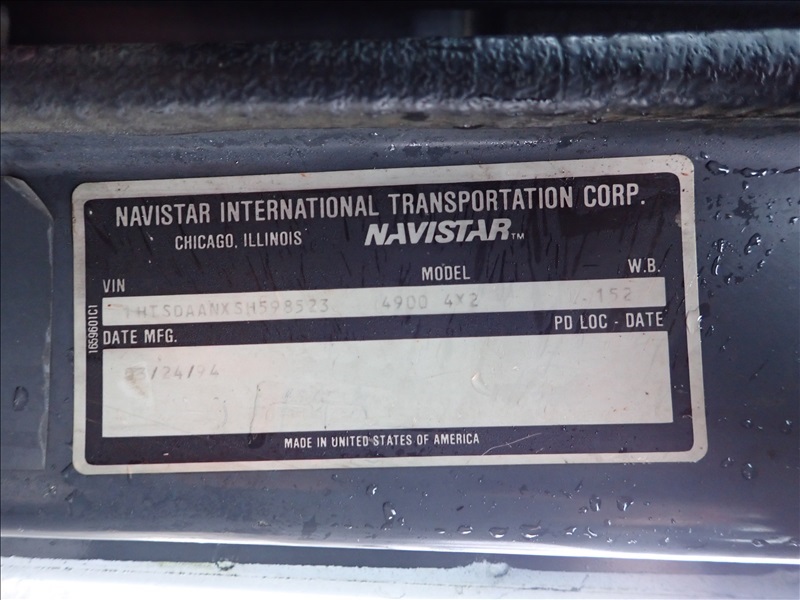 NAVISTAR INTERNATIONAL TRANSPORTATION CORP.
CHICAGO, ILLINOIS NAVISTAR™
VIN MODEL W.B.
1HTSDAANXSH598523 4900 4X2 152
1659601C1
DATE MFG. PD LOC - DATE
/24/94
MADE IN UNITED STATES OF AMERICA